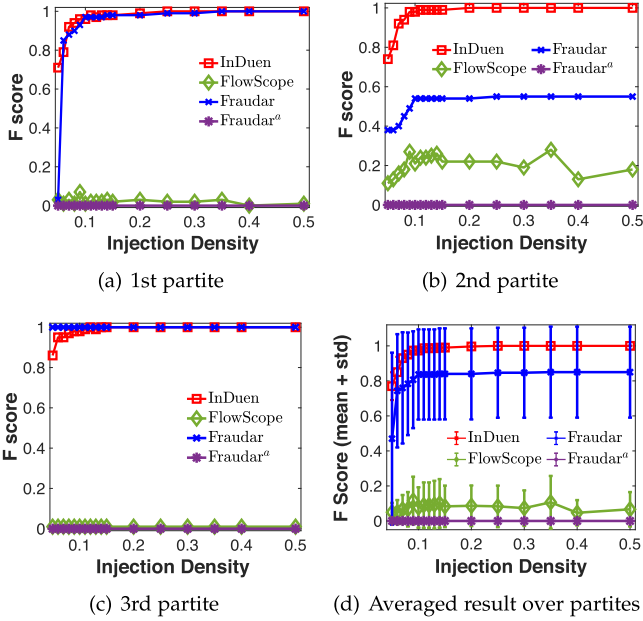 1
0.8
0.6
0.4
0.2
0
F score
InDuen
FlowScope
Fraudar
Fraudarᵃ
0.1 0.2 0.3 0.4 0.5
Injection Density
(a) 1st partite
1
0.8
0.6
0.4
0.2
0
F score
InDuen Fraudar
FlowScope Fraudarᵃ
0.1 0.2 0.3 0.4 0.5
Injection Density
(b) 2nd partite
1
0.8
0.6
0.4
0.2
0
F score
InDuen
FlowScope
Fraudar
Fraudarᵃ
0.1 0.2 0.3 0.4 0.5
Injection Density
(c) 3rd partite
1
0.8
0.6
0.4
0.2
0
F Score (mean + std)
InDuen Fraudar
FlowScope Fraudarᵃ
0.1 0.2 0.3 0.4 0.5
Injection Density
(d) Averaged result over partites